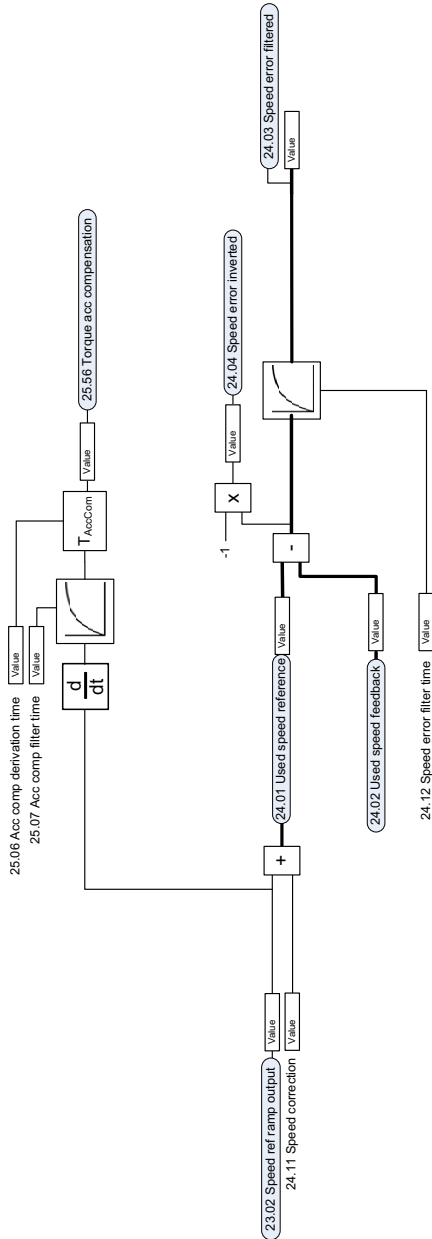 25.06 Acc comp derivation time
Value
25.07 Acc comp filter time
Value
d
dt
TAccCom
Value
25.56 Torque acc compensation
-1
x
Value
24.04 Speed error inverted
23.02 Speed ref ramp output
Value
24.11 Speed correction
Value
+
24.01 Used speed reference
Value
-
24.02 Used speed feedback
Value
24.03 Speed error filtered
Value
24.12 Speed error filter time
Value